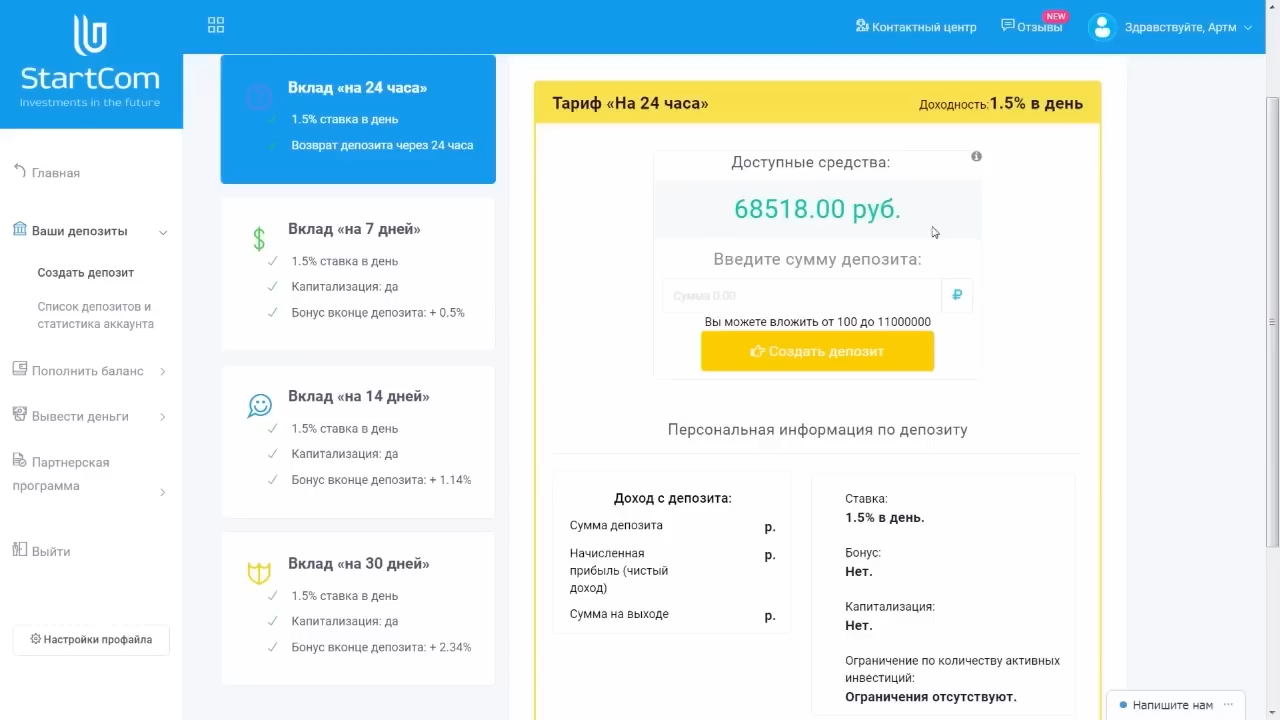 StartCom
Investments in the future
Контактный центр
Отзывы
NEW
Здравствуйте, Артм
Главная
Ваши депозиты
Создать депозит
Список депозитов и
статистика аккаунта
Пополнить баланс
Вывести деньги
Партнерская
программа
Выйти
Настройки профайла
Вклад «на 24 часа»
1.5% ставка в день
Возврат депозита через 24 часа
Вклад «на 7 дней»
1.5% ставка в день
Капитализация: да
Бонус вконце депозита: + 0.5%
Вклад «на 14 дней»
1.5% ставка в день
Капитализация: да
Бонус вконце депозита: + 1.14%
Вклад «на 30 дней»
1.5% ставка в день
Капитализация: да
Бонус вконце депозита: + 2.34%
Тариф «На 24 часа»
Доходность:1.5% в день
Доступные средства:
68518.00 руб.
Введите сумму депозита:
Сумма 0.00
₽
Вы можете вложить от 100 до 11000000
Создать депозит
Персональная информация по депозиту
Доход с депозита:
Сумма депозита р.
Начисленная р.
прибыль (чистый
доход)
Сумма на выходе р.
Ставка:
1.5% в день.
Бонус:
Нет.
Капитализация:
Нет.
Ограничение по количеству активных
инвестиций:
Ограничения отсутствуют.
Напишите нам